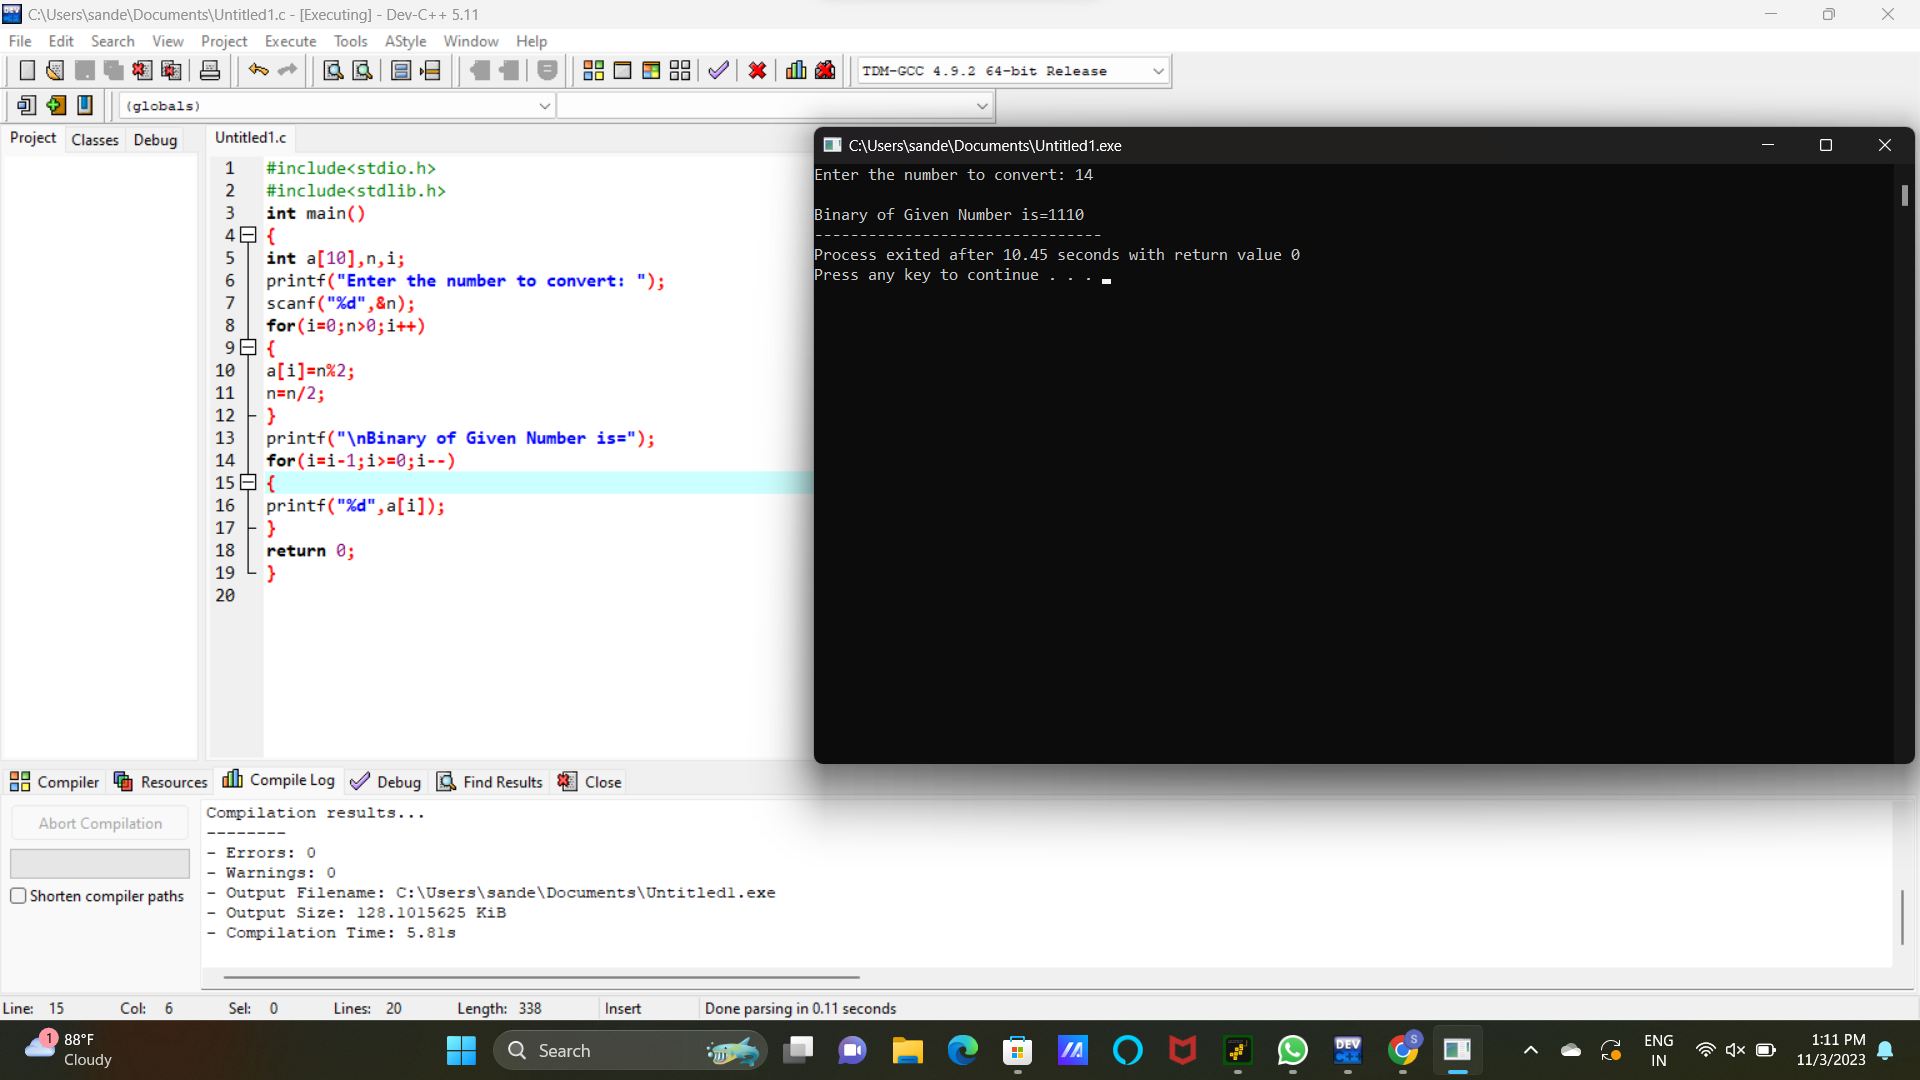 C:\Users\sande\Documents\Untitled1.c - [Executing] - Dev-C++ 5.11
File Edit Search View Project Execute Tools AStyle Window Help
TDM-GCC 4.9.2 64-bit Release
(globals)
Project Classes Debug
Untitled1.c
1 #include<stdio.h>
2 #include<stdlib.h>
3 int main()
4 {
5 int a[10],n,i;
6 printf("Enter the number to convert: ");
7 scanf("%d",&n);
8 for(i=0;n>0;i++)
9 {
10 a[i]=n%2;
11 n=n/2;
12 }
13 printf("\nBinary of Given Number is=");
14 for(i=i-1;i>=0;i--)
15 {
16 printf("%d",a[i]);
17 }
18 return 0;
19 }
20
C:\Users\sande\Documents\Untitled1.exe
Enter the number to convert: 14
Binary of Given Number is=1110
--------------------------------
Process exited after 10.45 seconds with return value 0
Press any key to continue . . .
Compiler Resources Compile Log Debug Find Results Close
Abort Compilation
Shorten compiler paths
Compilation results...
--------
- Errors: 0
- Warnings: 0
- Output Filename: C:\Users\sande\Documents\Untitled1.exe
- Output Size: 128.1015625 KiB
- Compilation Time: 5.81s
Line: 15 Col: 6 Sel: 0 Lines: 20 Length: 338 Insert Done parsing in 0.11 seconds
1
88°F
Cloudy
Search
DEV
C++
S
ENG
IN
1:11 PM
11/3/2023